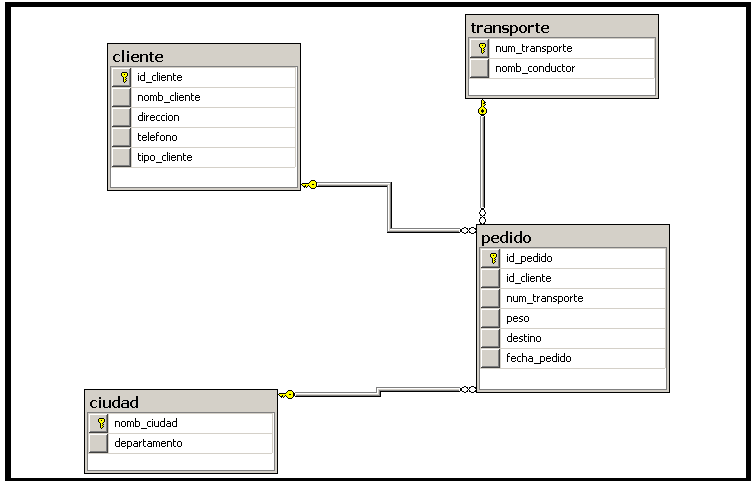 transporte
num_transporte
nomb_conductor
cliente
id_cliente
nomb_cliente
direccion
telefono
tipo_cliente
pedido
id_pedido
id_cliente
num_transporte
peso
destino
fecha_pedido
ciudad
nomb_ciudad
departamento